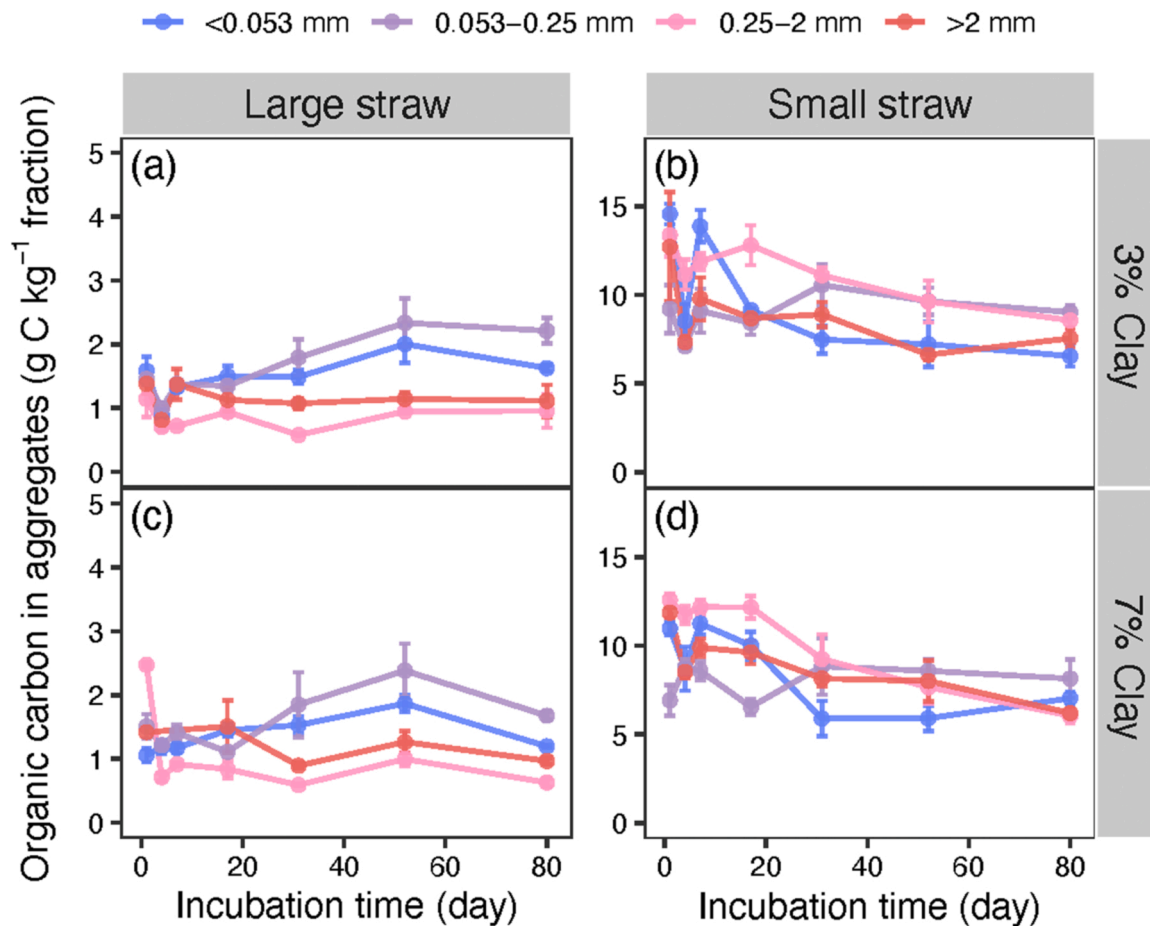 <0.053 mm 0.053−0.25 mm 0.25−2 mm >2 mm
Large straw
Small straw
Organic carbon in aggregates (g C kg⁻¹ fraction)
(a)
5
4
3
2
1
0
(b)
15
10
5
0
3% Clay
(c)
5
4
3
2
1
0
(d)
15
10
5
0
7% Clay
0 20 40 60 80
0 20 40 60 80
Incubation time (day)
Incubation time (day)